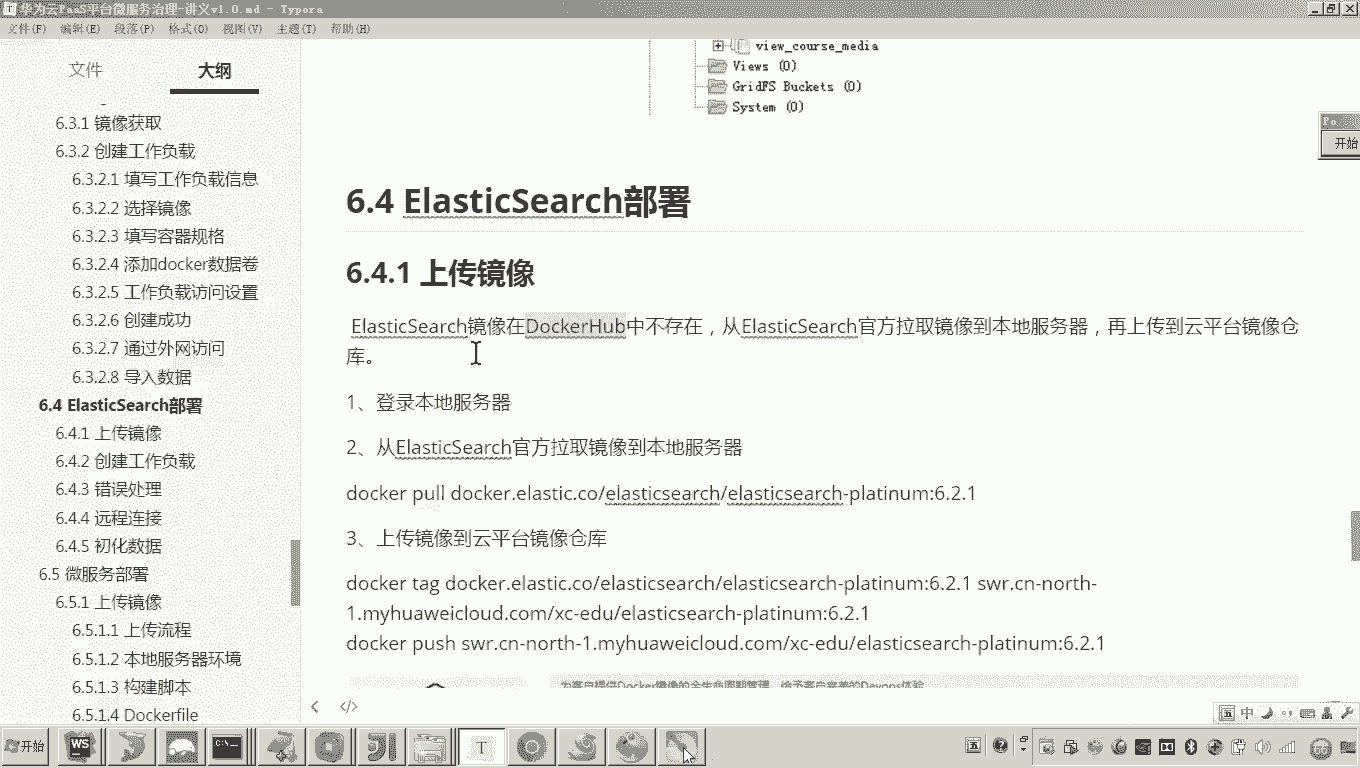 华为云PaaS平台微服务治理-讲义v1.0.md - Typora
文件(F) 编辑(E) 段落(P) 格式(O) 视图(V) 主题(T) 帮助(H)
文件 大纲
6.3.1 镜像获取
6.3.2 创建工作负载
6.3.2.1 填写工作负载信息
6.3.2.2 选择镜像
6.3.2.3 填写容器规格
6.3.2.4 添加docker数据卷
6.3.2.5 工作负载访问设置
6.3.2.6 创建成功
6.3.2.7 通过外网访问
6.3.2.8 导入数据
6.4 ElasticSearch部署
6.4.1 上传镜像
6.4.2 创建工作负载
6.4.3 错误处理
6.4.4 远程连接
6.4.5 初化数据
6.5 微服务部署
6.5.1 上传镜像
6.5.1.1 上传流程
6.5.1.2 本地服务器环境
6.5.1.3 构建脚本
6.5.1.4 Dockerfile
view_course_media
Views (0)
GridFS Buckets (0)
System (0)
6.4 ElasticSearch部署
6.4.1 上传镜像
ElasticSearch镜像在DockerHub中不存在，从ElasticSearch官方拉取镜像到本地服务器，再上传到云平台镜像仓
库。
1、登录本地服务器
2、从ElasticSearch官方拉取镜像到本地服务器
docker pull docker.elastic.co/elasticsearch/elasticsearch-platinum:6.2.1
3、上传镜像到云平台镜像仓库
docker tag docker.elastic.co/elasticsearch/elasticsearch-platinum:6.2.1 swr.cn-north-
1.myhuaweicloud.com/xc-edu/elasticsearch-platinum:6.2.1
docker push swr.cn-north-1.myhuaweicloud.com/xc-edu/elasticsearch-platinum:6.2.1
Po
开始
五 中
开始
WS
C:\
T
五